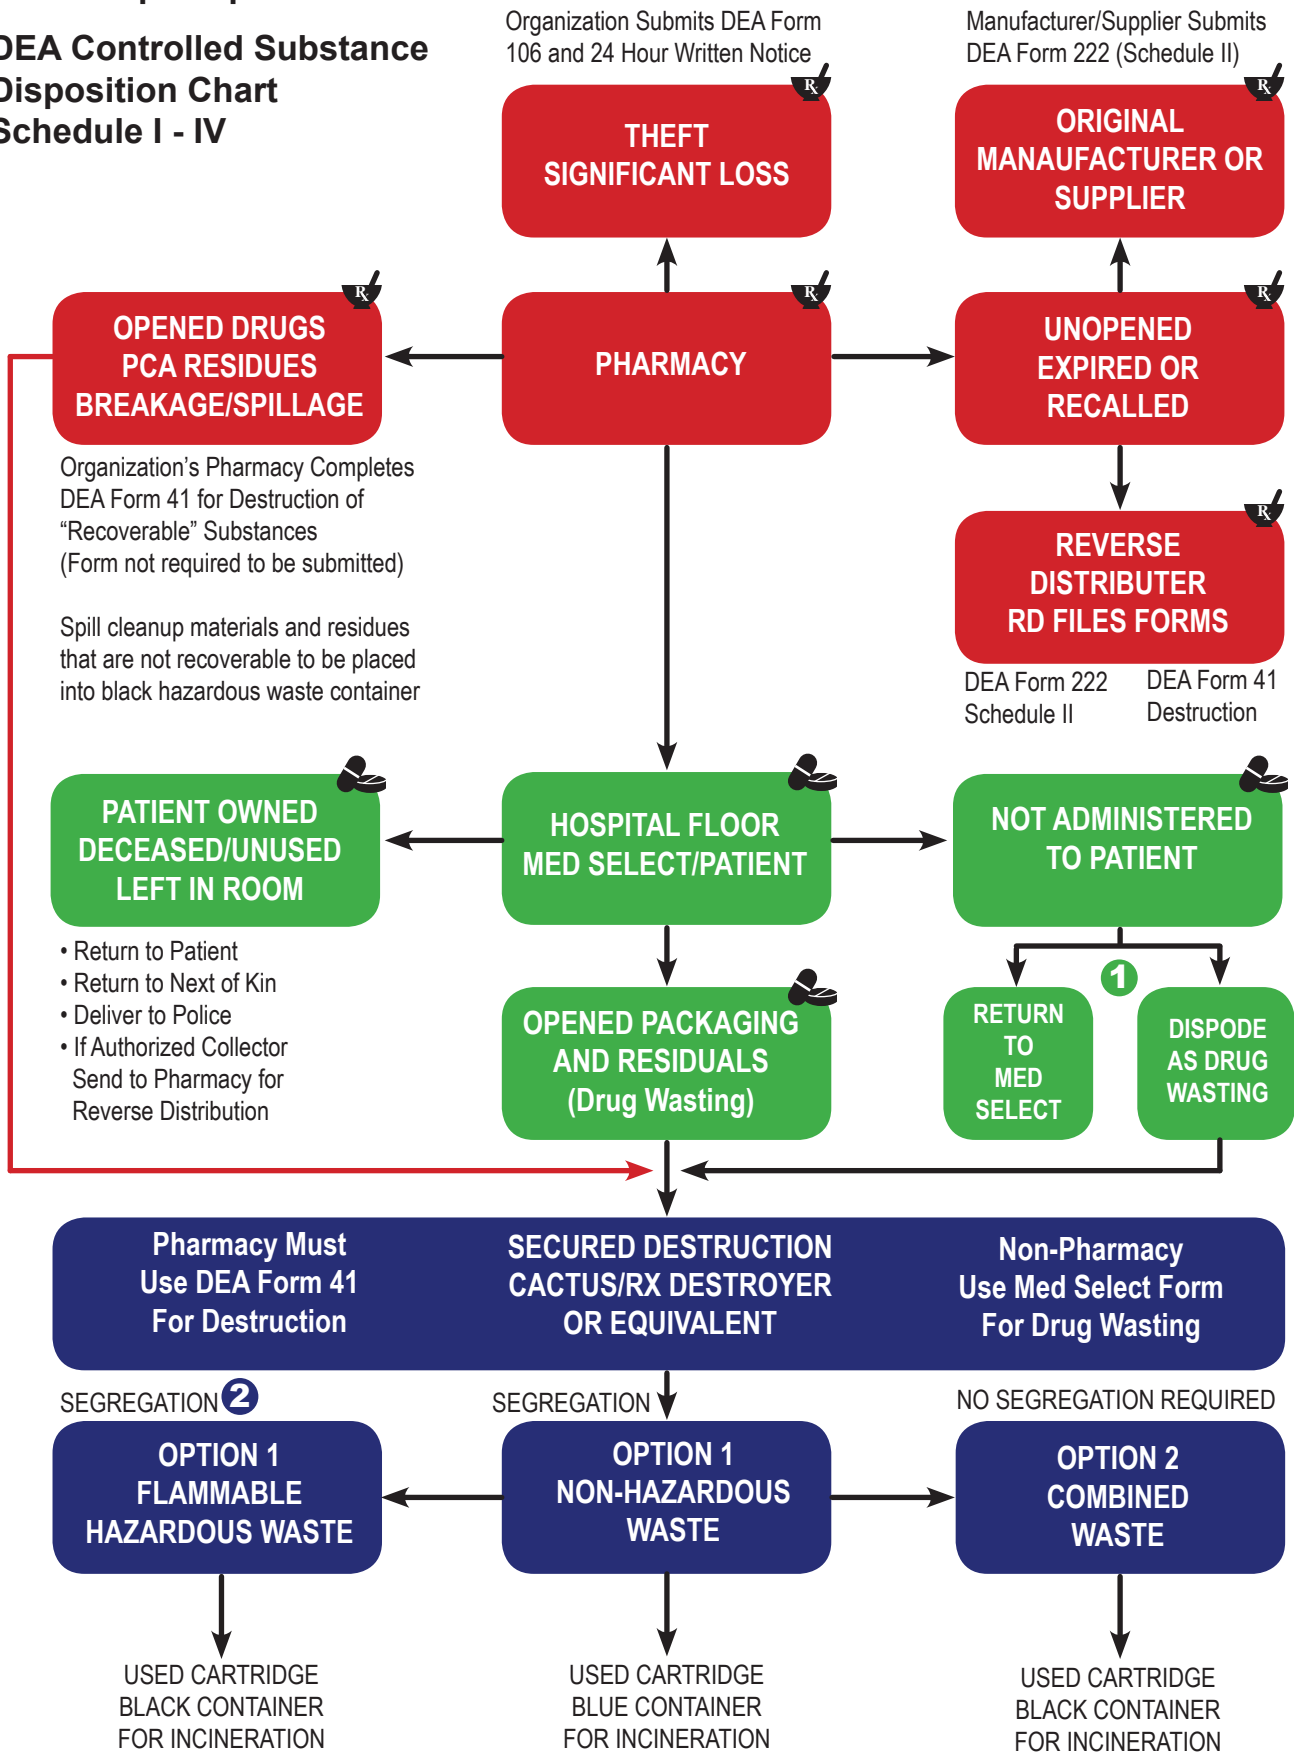 DEA Controlled Substance
Disposition Chart
Schedule I - IV
Organization Submits DEA Form
106 and 24 Hour Written Notice
Manufacturer/Supplier Submits
DEA Form 222 (Schedule II)
Rx
THEFT
SIGNIFICANT LOSS
Rx
ORIGINAL
MANAUFACTURER OR
SUPPLIER
Rx
OPENED DRUGS
PCA RESIDUES
BREAKAGE/SPILLAGE
Rx
PHARMACY
Rx
UNOPENED
EXPIRED OR
RECALLED
Organization's Pharmacy Completes
DEA Form 41 for Destruction of
“Recoverable” Substances
(Form not required to be submitted)
Spill cleanup materials and residues
that are not recoverable to be placed
into black hazardous waste container
Rx
REVERSE
DISTRIBUTER
RD FILES FORMS
DEA Form 222
Schedule II
DEA Form 41
Destruction
PATIENT OWNED
DECEASED/UNUSED
LEFT IN ROOM
HOSPITAL FLOOR
MED SELECT/PATIENT
NOT ADMINISTERED
TO PATIENT
• Return to Patient
• Return to Next of Kin
• Deliver to Police
• If Authorized Collector
Send to Pharmacy for
Reverse Distribution
OPENED PACKAGING
AND RESIDUALS
(Drug Wasting)
1
RETURN
TO
MED
SELECT
DISPODE
AS DRUG
WASTING
Pharmacy Must
Use DEA Form 41
For Destruction
SECURED DESTRUCTION
CACTUS/RX DESTROYER
OR EQUIVALENT
Non-Pharmacy
Use Med Select Form
For Drug Wasting
SEGREGATION 2
SEGREGATION
NO SEGREGATION REQUIRED
OPTION 1
FLAMMABLE
HAZARDOUS WASTE
OPTION 1
NON-HAZARDOUS
WASTE
OPTION 2
COMBINED
WASTE
USED CARTRIDGE
BLACK CONTAINER
FOR INCINERATION
USED CARTRIDGE
BLUE CONTAINER
FOR INCINERATION
USED CARTRIDGE
BLACK CONTAINER
FOR INCINERATION